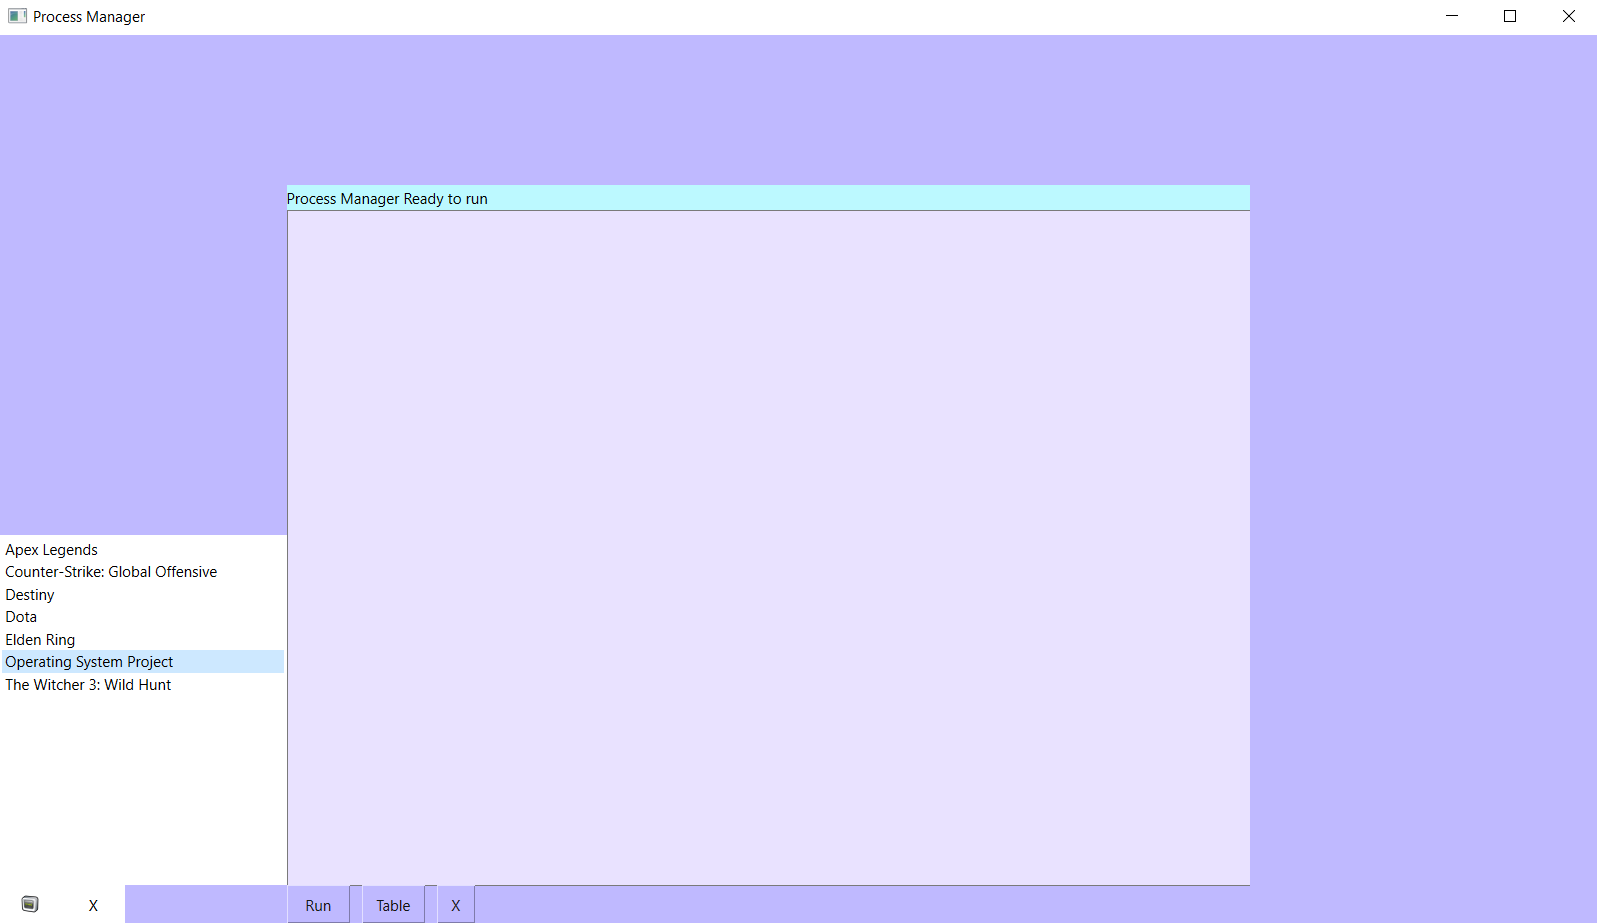 Process Manager
Process Manager Ready to run
Apex Legends
Counter-Strike: Global Offensive
Destiny
Dota
Elden Ring
Operating System Project
The Witcher 3: Wild Hunt
X Run Table X